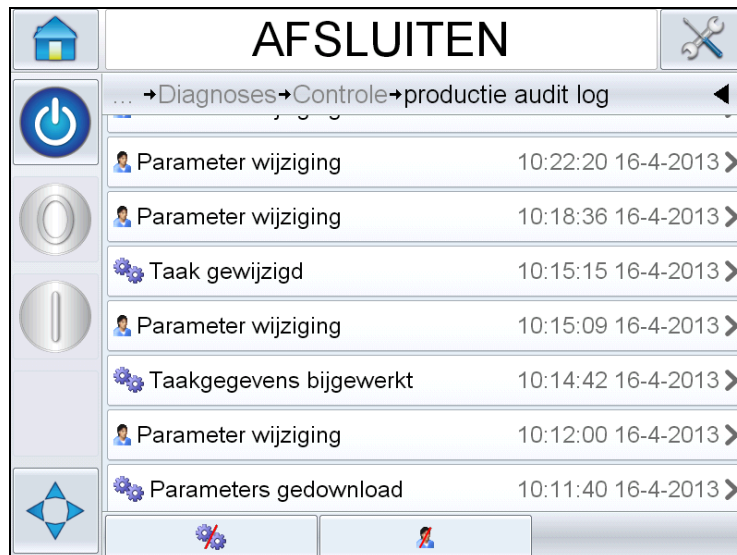 AFSLUITEN
... →Diagnoses→Controle→productie audit log
Parameter wijziging 10:22:20 16-4-2013
Parameter wijziging 10:18:36 16-4-2013
Taak gewijzigd 10:15:15 16-4-2013
Parameter wijziging 10:15:09 16-4-2013
Taakgegevens bijgewerkt 10:14:42 16-4-2013
Parameter wijziging 10:12:00 16-4-2013
Parameters gedownload 10:11:40 16-4-2013